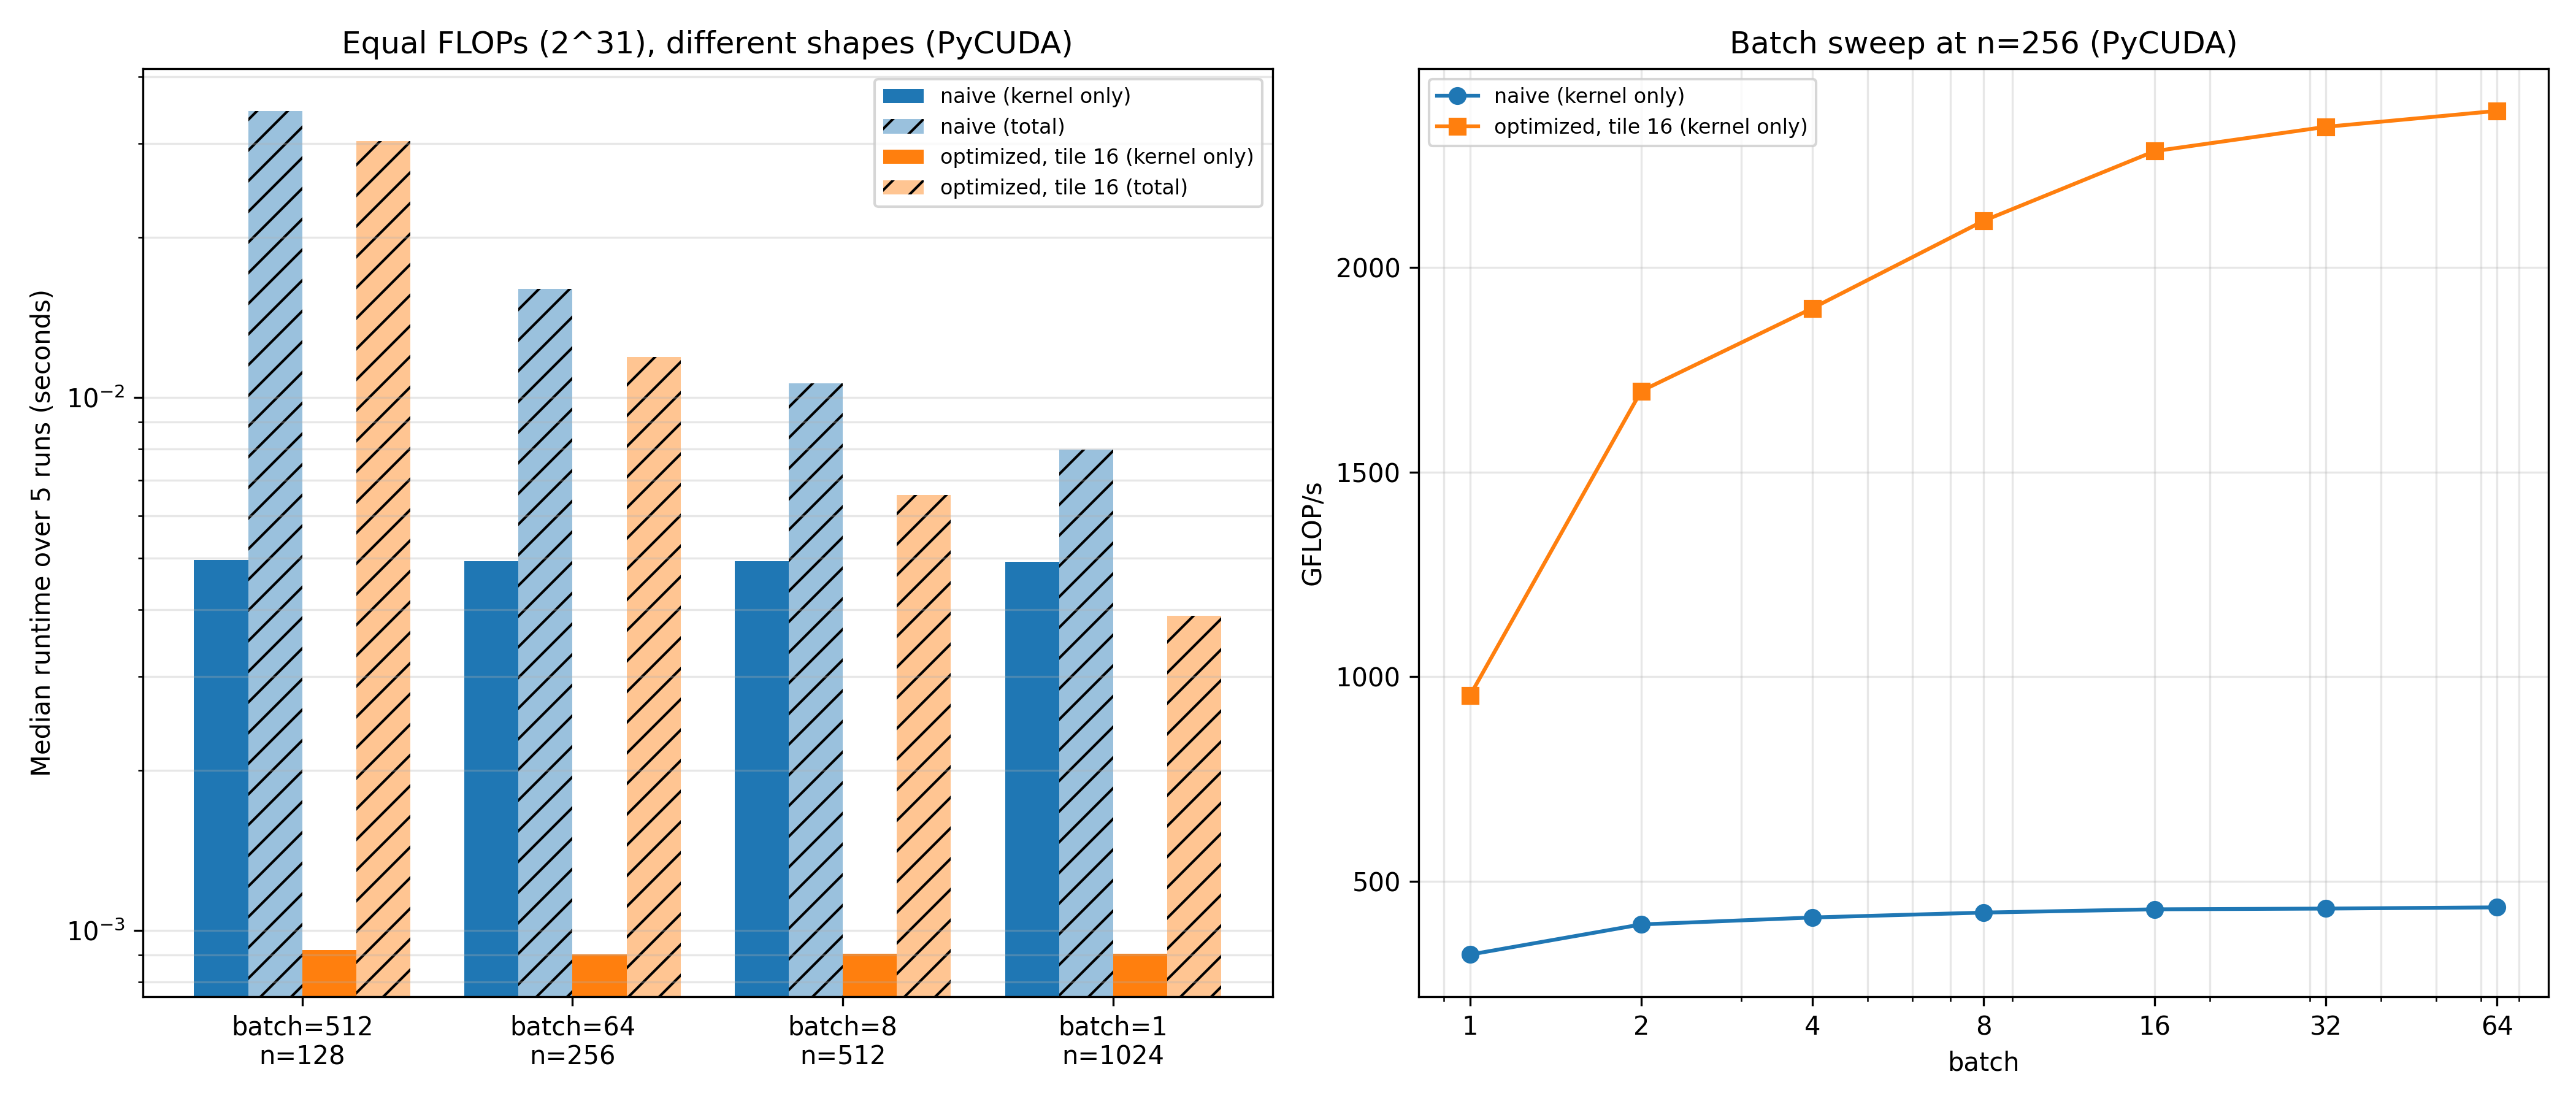 Equal FLOPs (2^31), different shapes (PyCUDA)
Median runtime over 5 runs (seconds)
10⁻²
10⁻³
naive (kernel only)
naive (total)
optimized, tile 16 (kernel only)
optimized, tile 16 (total)
batch=512
n=128
batch=64
n=256
batch=8
n=512
batch=1
n=1024
Batch sweep at n=256 (PyCUDA)
naive (kernel only)
optimized, tile 16 (kernel only)
GFLOP/s
2000
1500
1000
500
1 2 4 8 16 32 64
batch